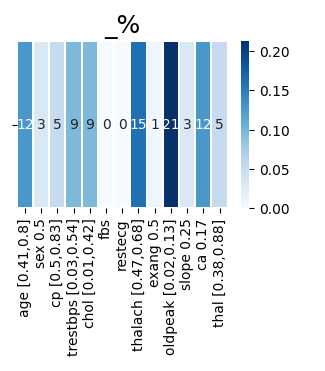 _%
12 3 5 9 9 0 0 15 1 21 3 12 5
0.20
0.15
0.10
0.05
0.00
age [0.41,0.8]
sex 0.5
cp [0.5,0.83]
trestbps [0.03,0.54]
chol [0.01,0.42]
fbs
restecg
thalach [0.47,0.68]
exang 0.5
oldpeak [0.02,0.13]
slope 0.25
ca 0.17
thal [0.38,0.88]